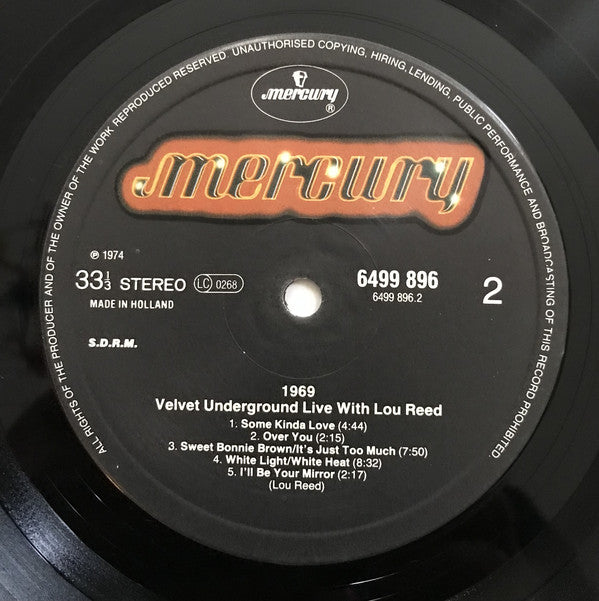 ALL RIGHTS OF THE PRODUCER AND OF THE OWNER OF THE WORK REPRODUCED RESERVED UNAUTHORISED COPYING, HIRING, LENDING, PUBLIC PERFORMANCE AND BROADCASTING OF THIS RECORD PROHIBITED.
mercury
®
mercury
℗ 1974
33⅓ STEREO LC 0268
MADE IN HOLLAND
6499 896
6499 896.2
2
S.D.R.M.
1969
Velvet Underground Live With Lou Reed
1. Some Kinda Love (4:44)
2. Over You (2:15)
3. Sweet Bonnie Brown/It's Just Too Much (7:50)
4. White Light/White Heat (8:32)
5. I'll Be Your Mirror (2:17)
(Lou Reed)